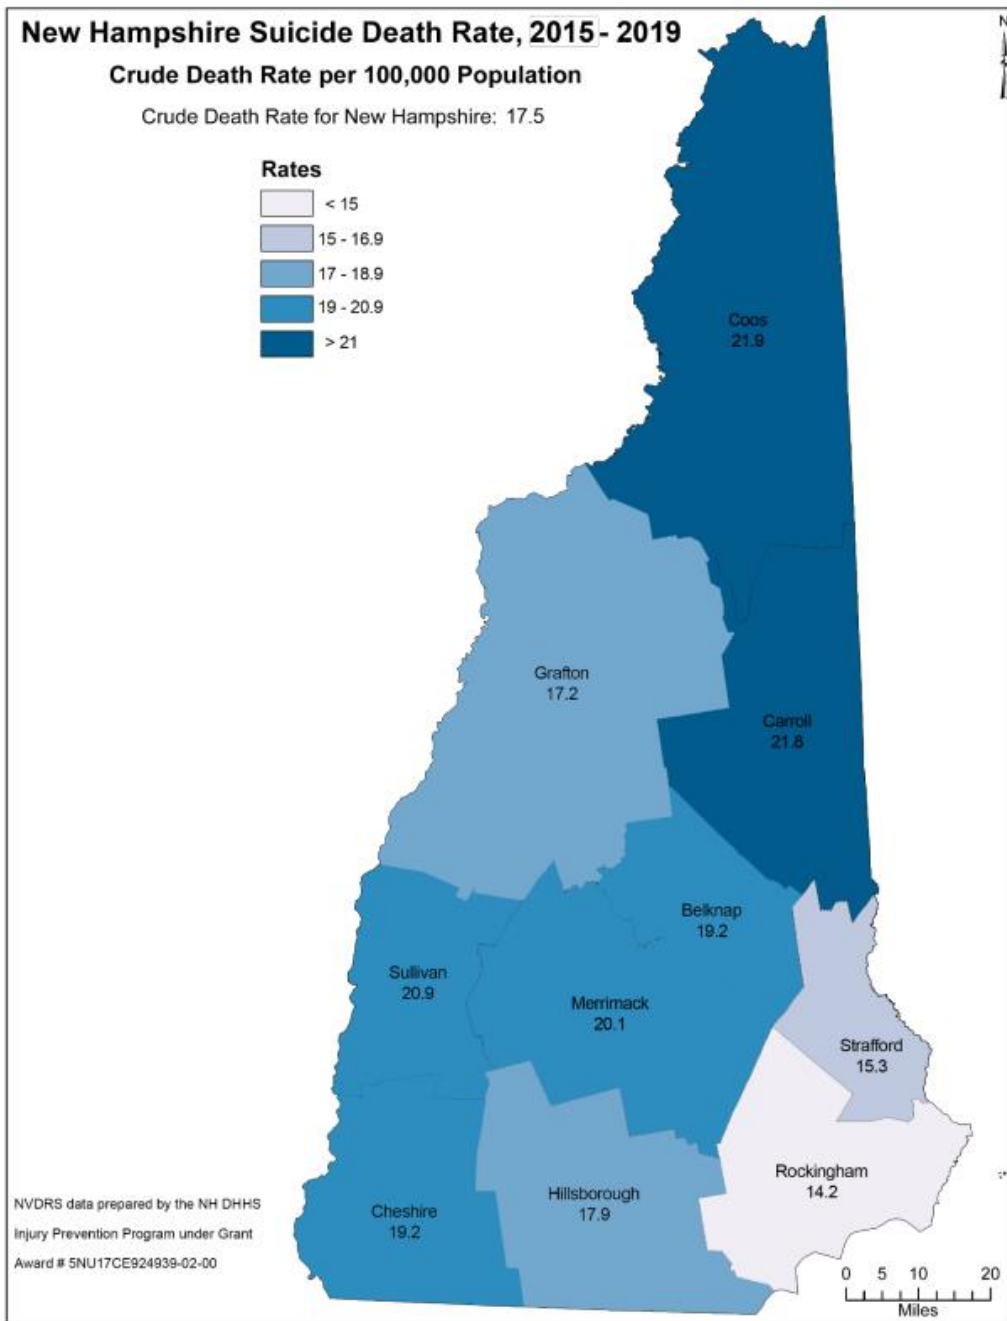 New Hampshire Suicide Death Rate, 2015 - 2019
Crude Death Rate per 100,000 Population
Crude Death Rate for New Hampshire: 17.5
N
Rates
< 15
15 - 16.9
17 - 18.9
19 - 20.9
> 21
Coos
21.9
Grafton
17.2
Carroll
21.8
Belknap
19.2
Sullivan
20.9
Merrimack
20.1
Strafford
15.3
Rockingham
14.2
Hillsborough
17.9
Cheshire
19.2
NVDRS data prepared by the NH DHHS
Injury Prevention Program under Grant
Award # 5NU17CE924939-02-00
0 5 10 20
Miles